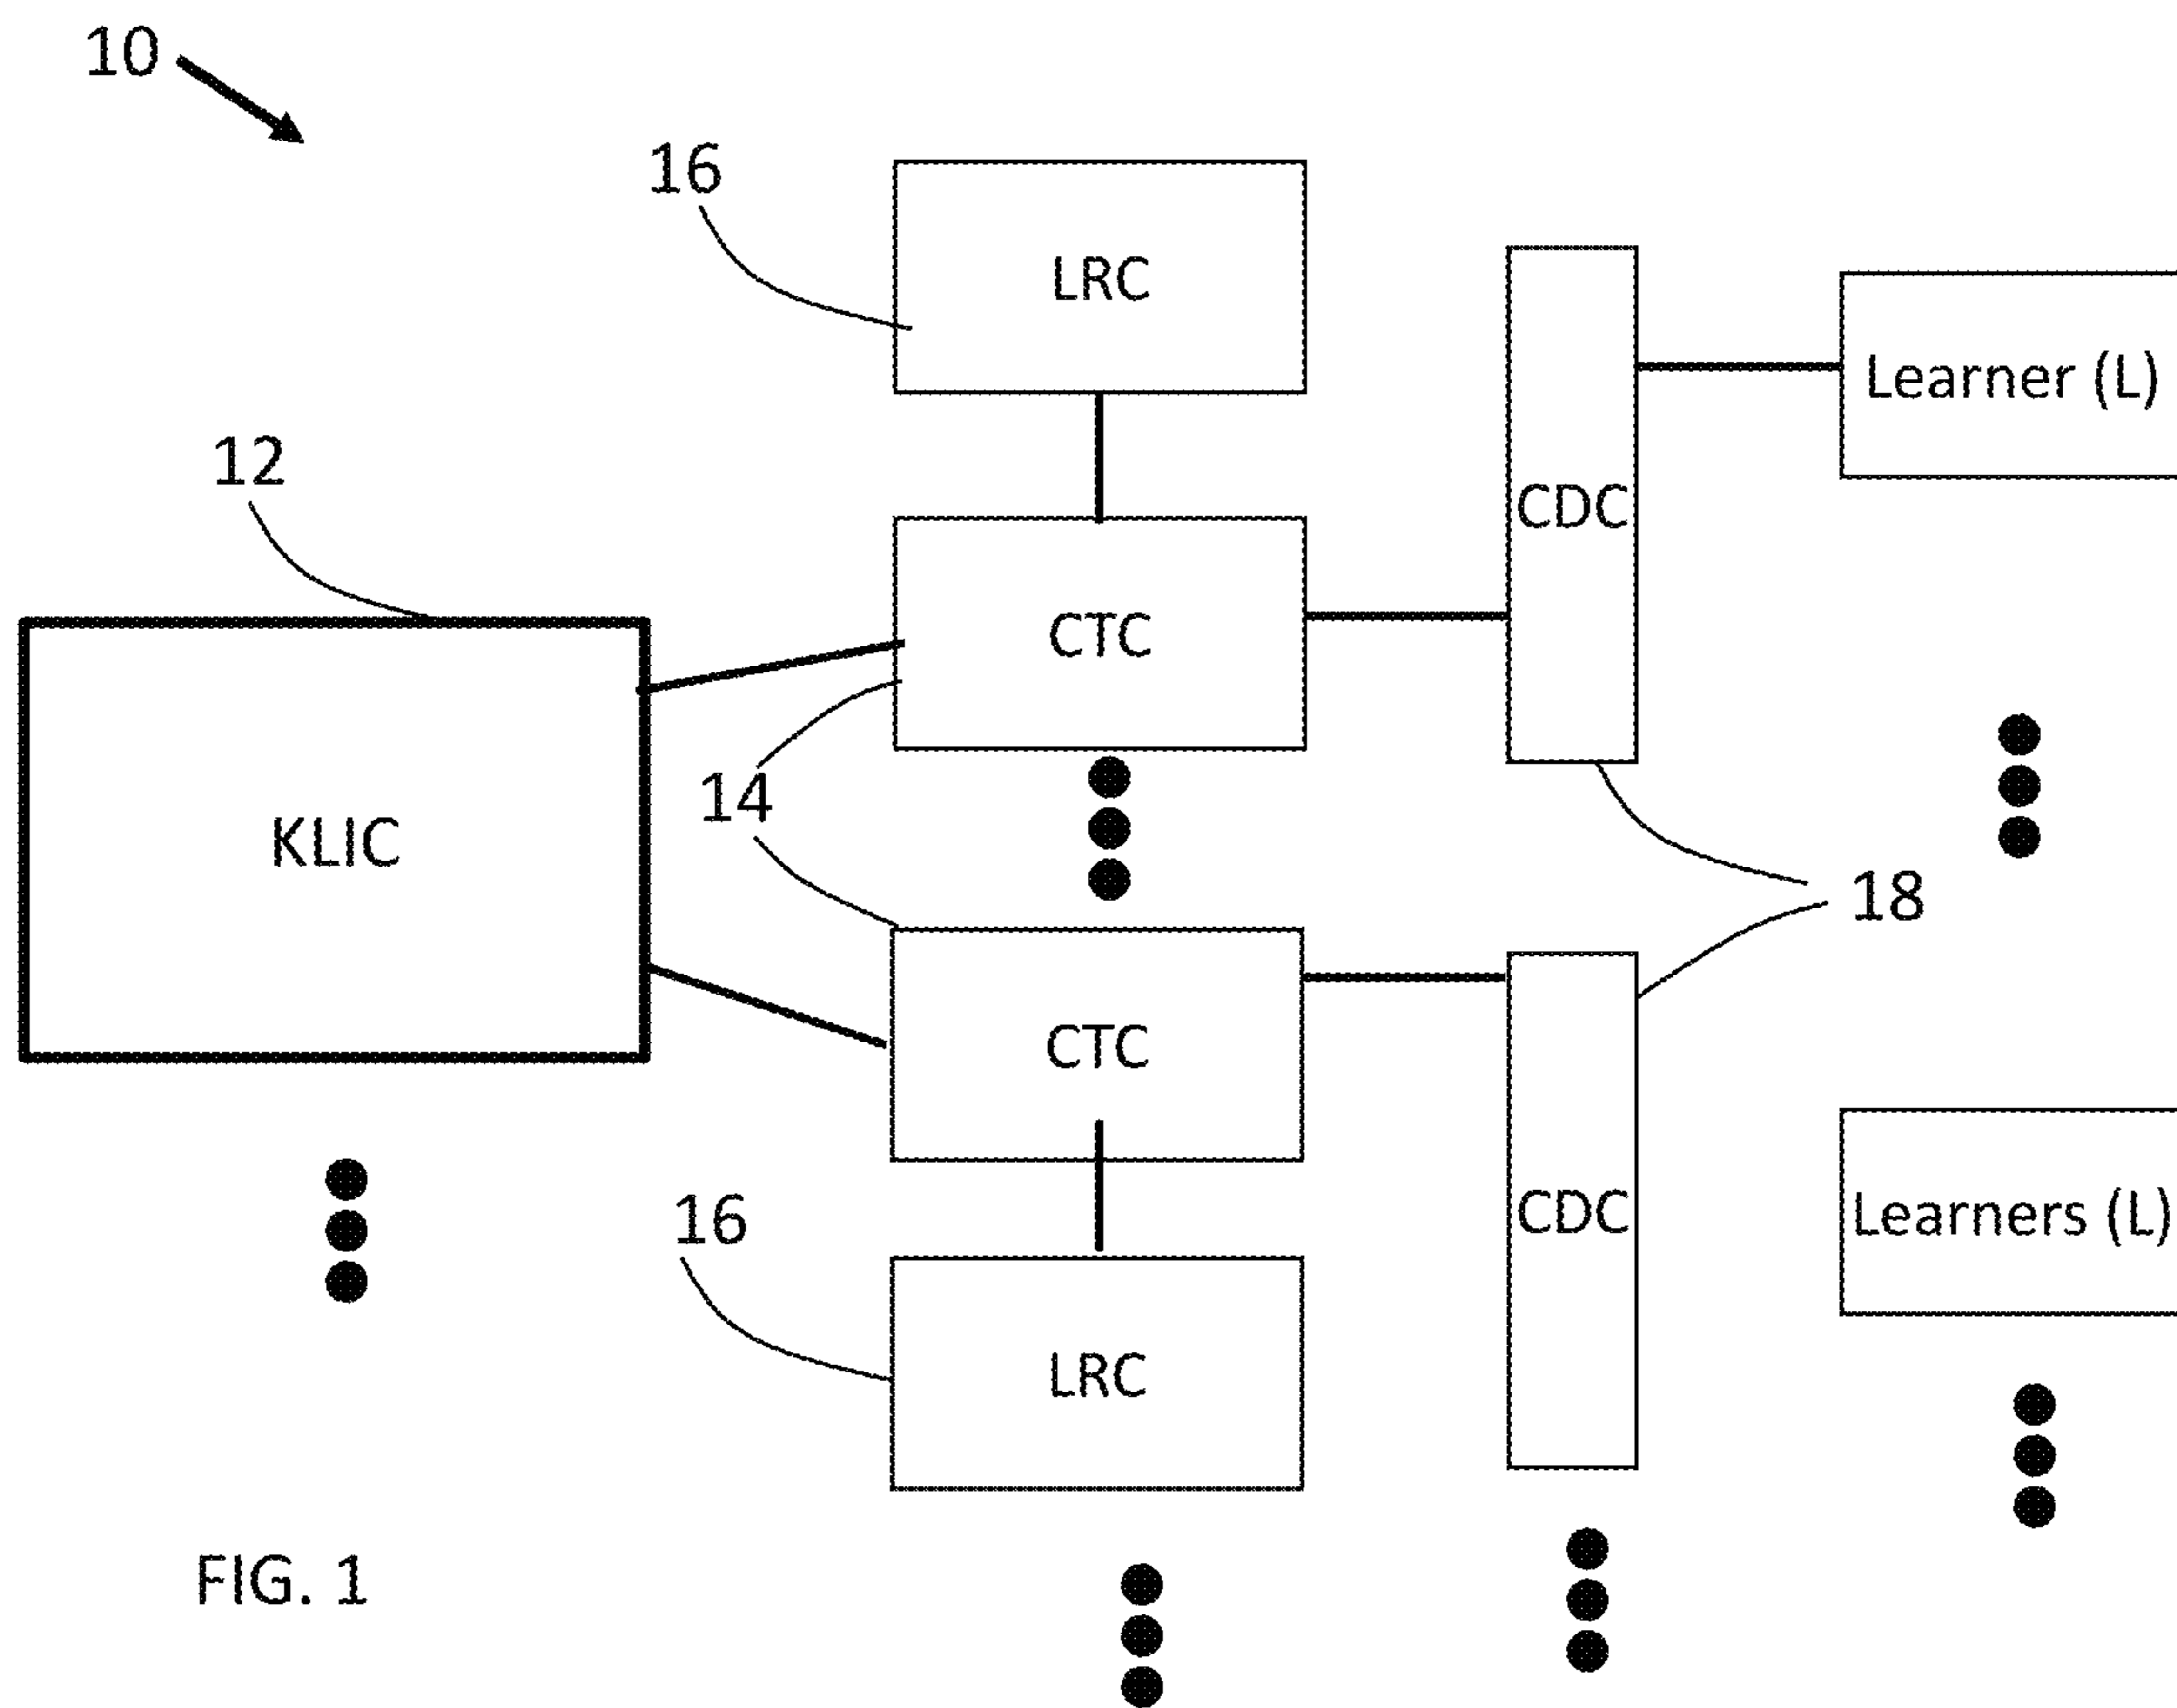 10
16
LRC
Learner (L)
12
CDC
CTC
14
KLIC
18
CTC
16
CDC
Learners (L)
LRC
FIG. 1